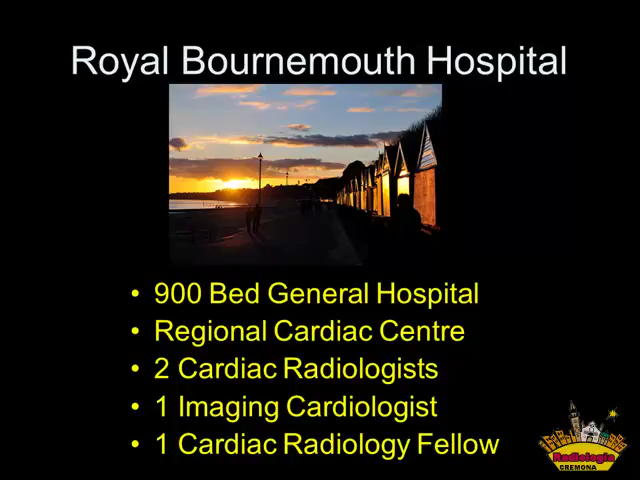 Royal Bournemouth Hospital
• 900 Bed General Hospital
• Regional Cardiac Centre
• 2 Cardiac Radiologists
• 1 Imaging Cardiologist
• 1 Cardiac Radiology Fellow
Radiologia
CREMONA